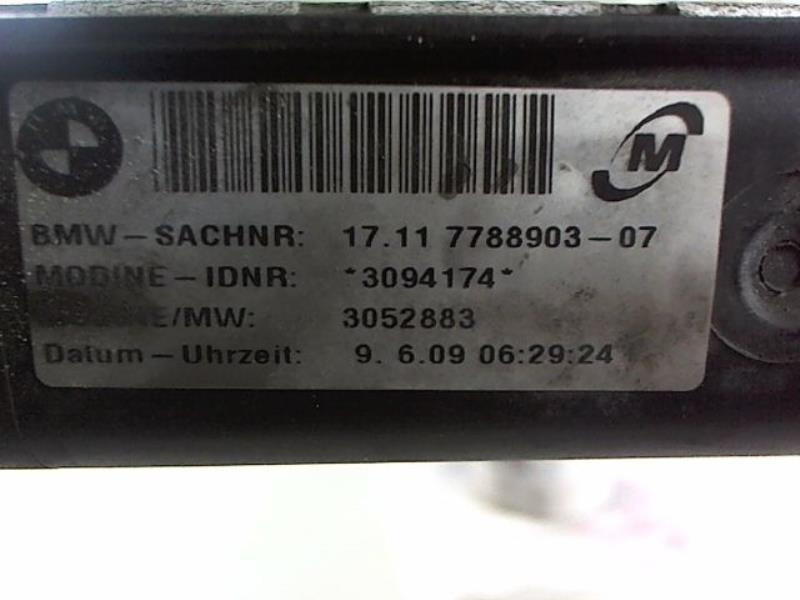 M
BMW-SACHNR: 17.11 7788903-07
MODINE-IDNR: *3094174*
/MW: 3052883
Datum-Uhrzeit: 9. 6.09 06:29:24